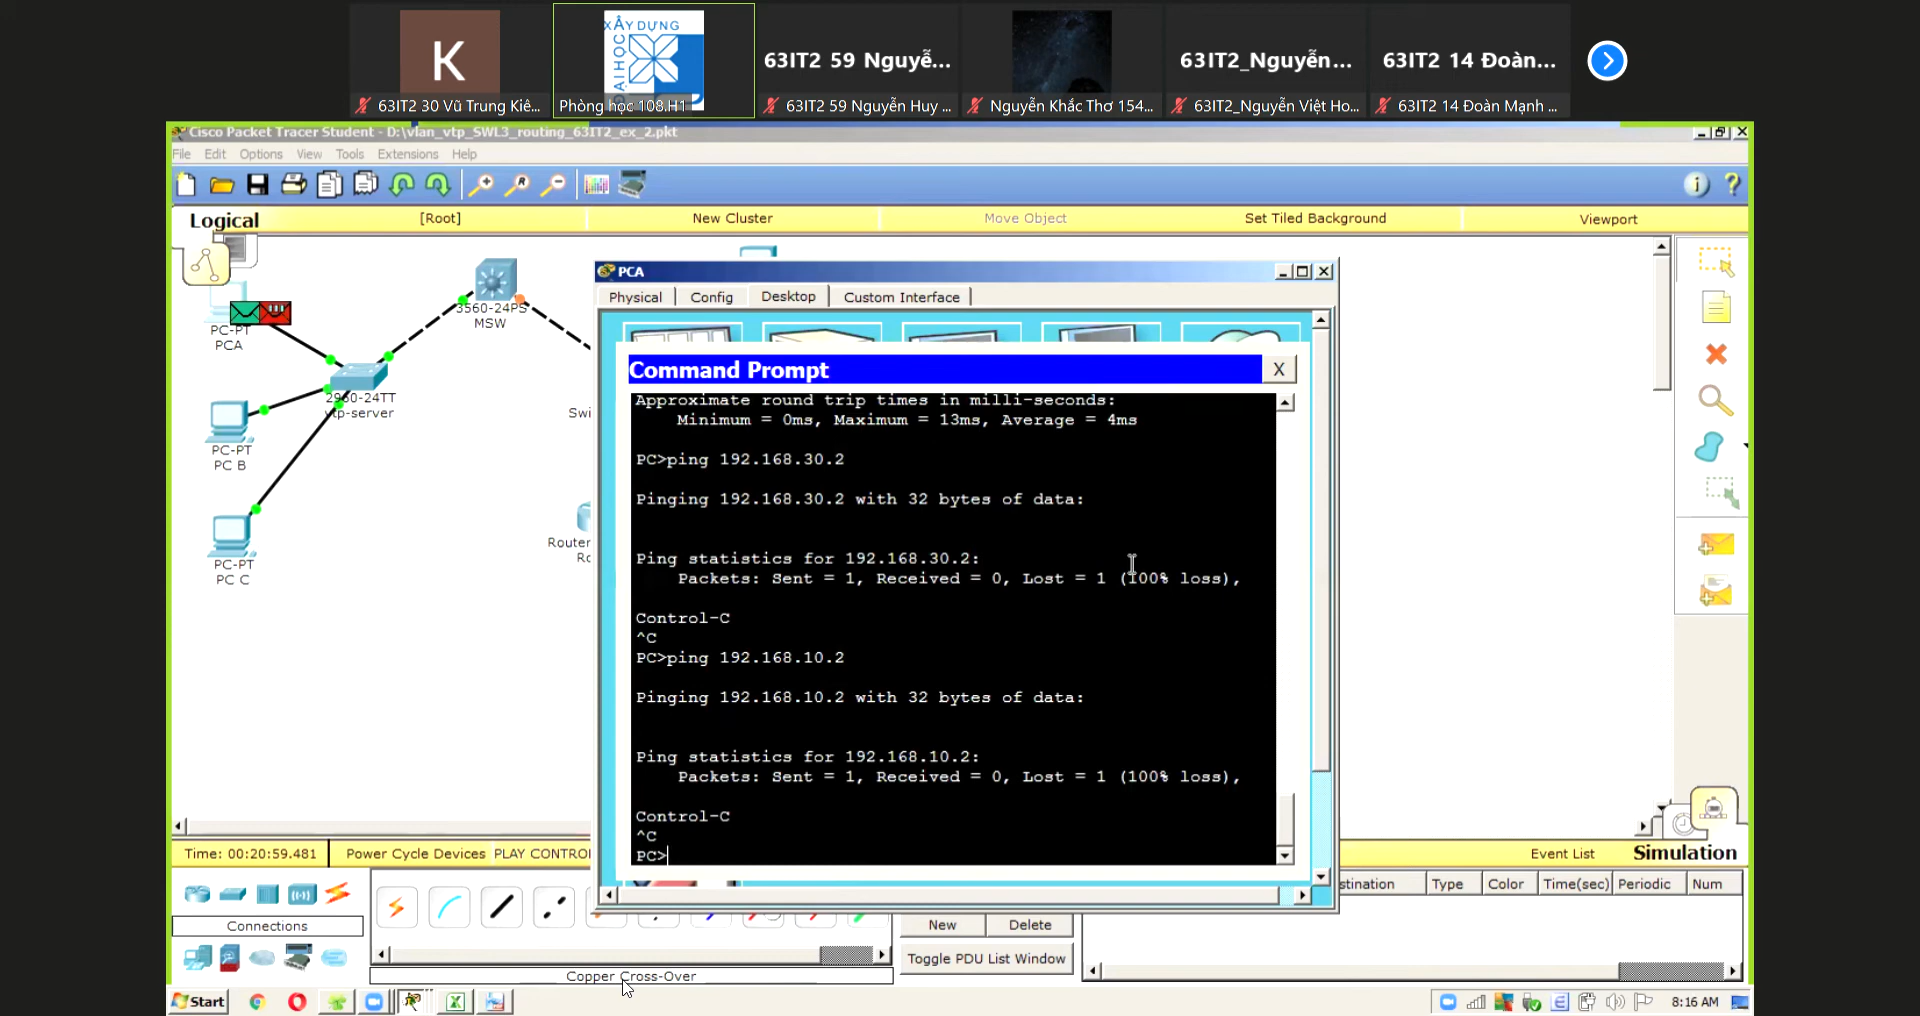 K
XÂY DỰNG
ĐẠI HỌC
63IT2 59 Nguyễ...
63IT2_Nguyễn...
63IT2 14 Đoàn...
63IT2 30 Vũ Trung Kiê...
Phòng học 108.H1
63IT2 59 Nguyễn Huy ...
Nguyễn Khắc Thơ 154...
63IT2_Nguyễn Việt Ho...
63IT2 14 Đoàn Mạnh ...
Cisco Packet Tracer Student - D:\vlan_vtp_SWL3_routing_63IT2_ex_2.pkt
File Edit Options View Tools Extensions Help
Logical
[Root]
New Cluster
Move Object
Set Tiled Background
Viewport
PC-PT
PCA
3560-24PS
MSW
2960-24TT
vtp-server
PC-PT
PC B
PC-PT
PC C
Swi
Router
Ro
PCA
Physical Config Desktop Custom Interface
Command Prompt
X
Approximate round trip times in milli-seconds:
Minimum = 0ms, Maximum = 13ms, Average = 4ms
PC>ping 192.168.30.2
Pinging 192.168.30.2 with 32 bytes of data:
Ping statistics for 192.168.30.2:
Packets: Sent = 1, Received = 0, Lost = 1 (100% loss),
Control-C
^C
PC>ping 192.168.10.2
Pinging 192.168.10.2 with 32 bytes of data:
Ping statistics for 192.168.10.2:
Packets: Sent = 1, Received = 0, Lost = 1 (100% loss),
Control-C
^C
PC>
Time: 00:20:59.481
Power Cycle Devices PLAY CONTRO
Event List
Simulation
Connections
Copper Cross-Over
New
Delete
Toggle PDU List Window
stination Type Color Time(sec) Periodic Num
Start
8:16 AM